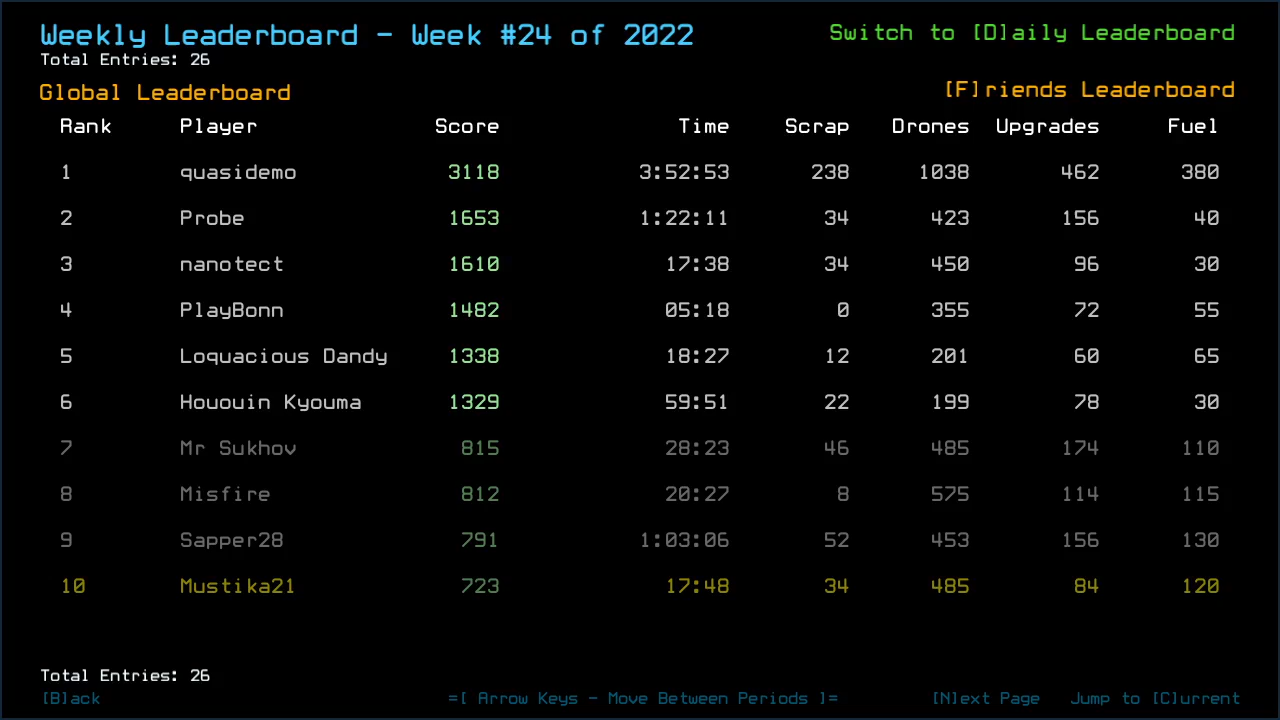 Weekly Leaderboard - Week #24 of 2022 Switch to [D]aily Leaderboard
Total Entries: 26
Global Leaderboard [F]riends Leaderboard
Rank Player Score Time Scrap Drones Upgrades Fuel
1 quasidemo 3118 3:52:53 238 1038 462 380
2 Probe 1653 1:22:11 34 423 156 40
3 nanotect 1610 17:38 34 450 96 30
4 PlayBonn 1482 05:18 0 355 72 55
5 Loquacious Dandy 1338 18:27 12 201 60 65
6 Hououin Kyouma 1329 59:51 22 199 78 30
7 Mr Sukhov 815 28:23 46 485 174 110
8 Misfire 812 20:27 8 575 114 115
9 Sapper28 791 1:03:06 52 453 156 130
10 Mustika21 723 17:48 34 485 84 120
Total Entries: 26
[B]ack =[ Arrow Keys - Move Between Periods ]= [N]ext Page Jump to [C]urrent